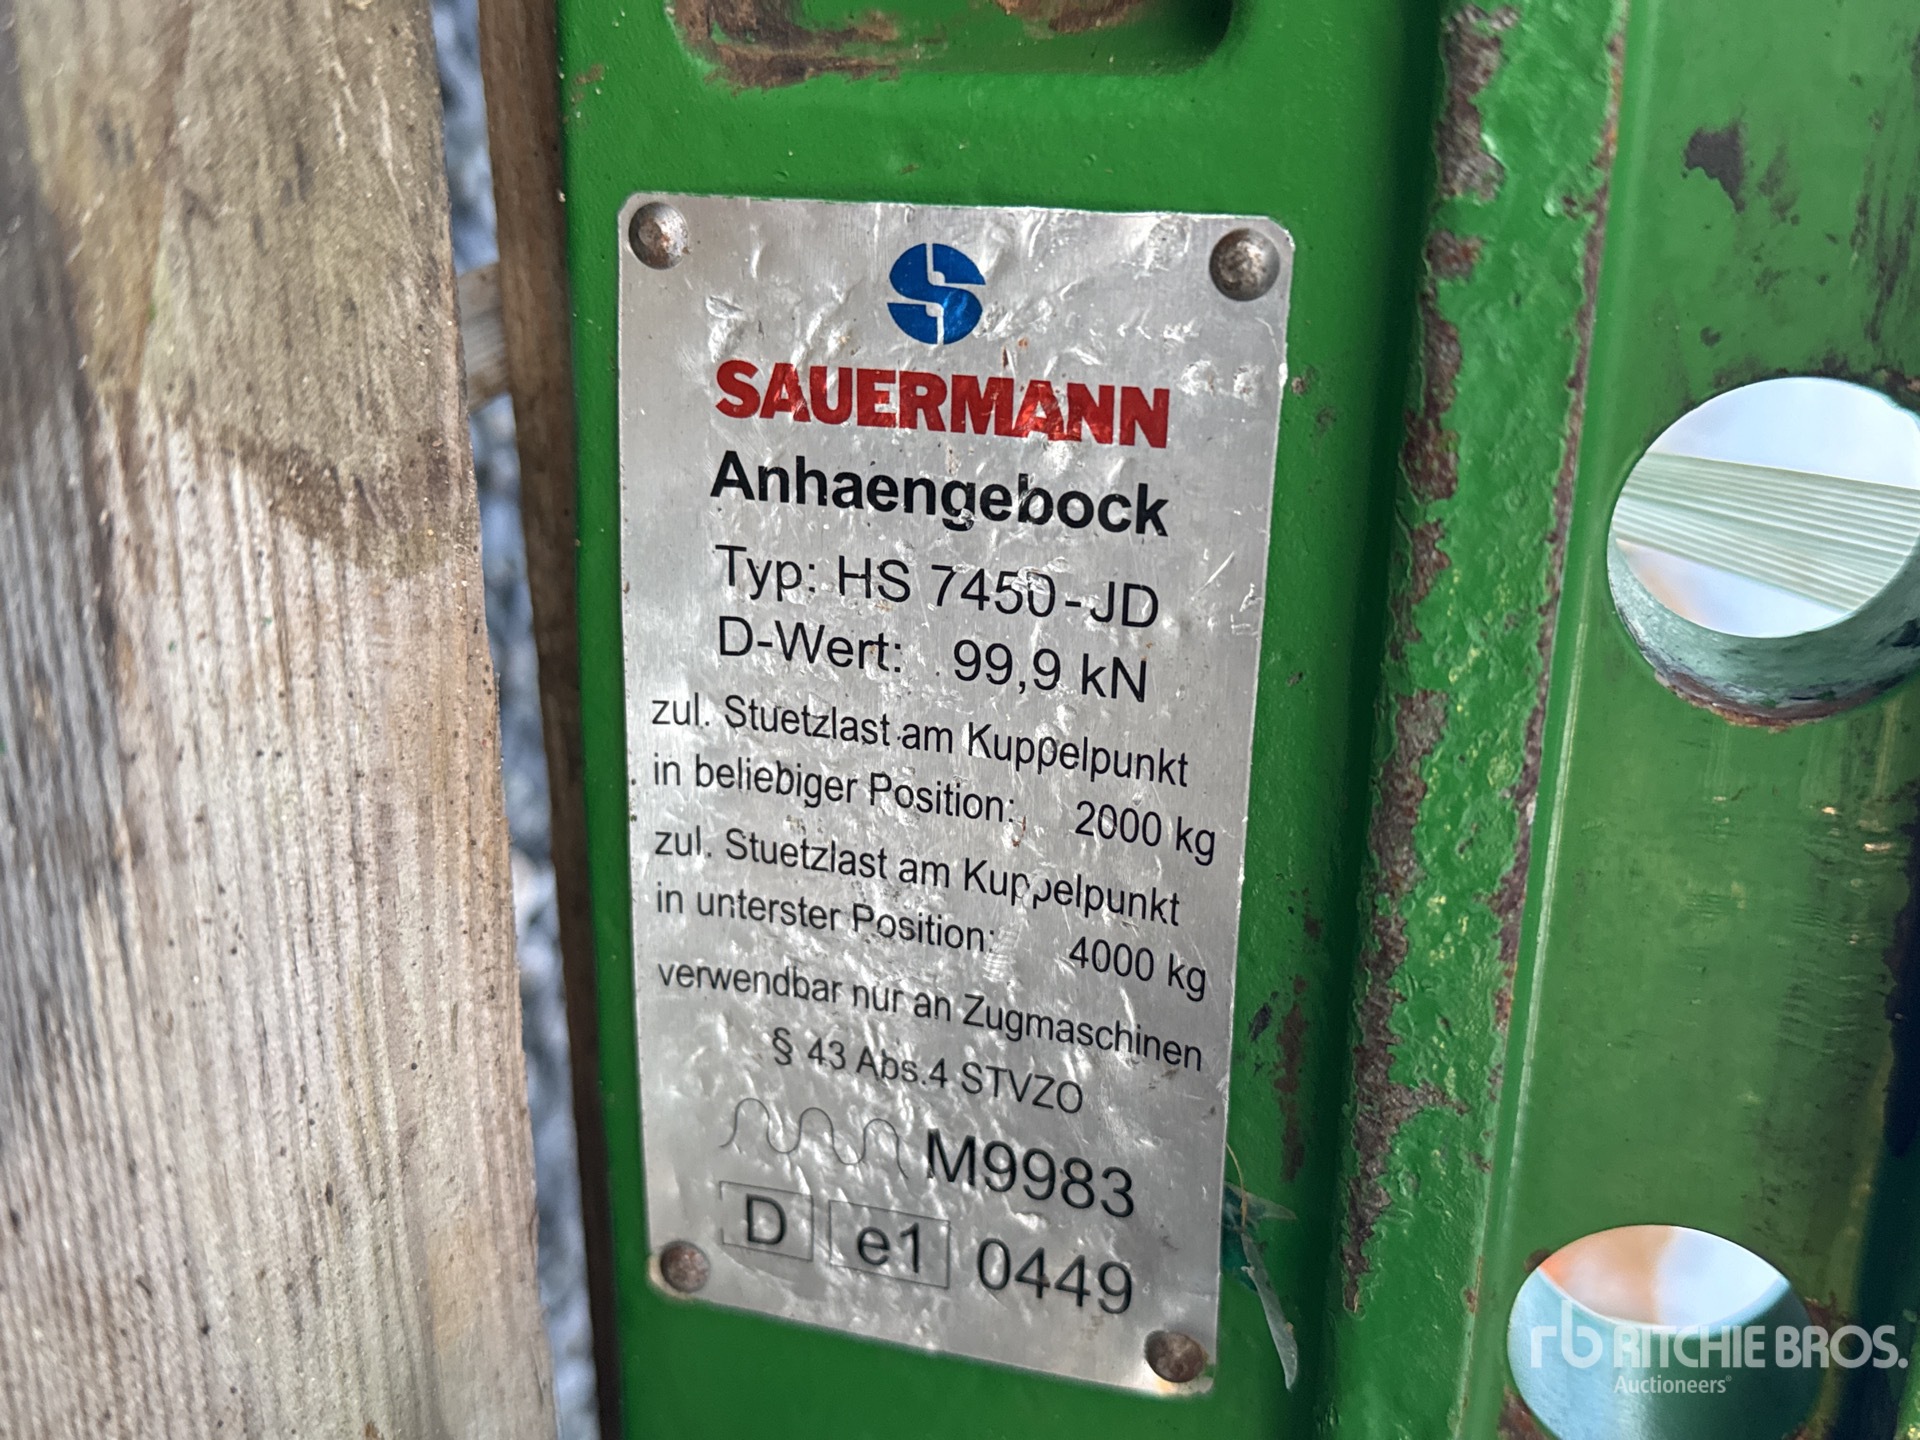 SAUERMANN
Anhaengebock
Typ: HS 7450-JD
D-Wert: 99,9 kN
zul. Stuetzlast am Kuppelpunkt
in beliebiger Position: 2000 kg
zul. Stuetzlast am Kuppelpunkt
in unterster Position: 4000 kg
verwendbar nur an Zugmaschinen
§ 43 Abs.4 STVZO
M9983
D e1 0449
rb RITCHIE BROS.
Auctioneers®